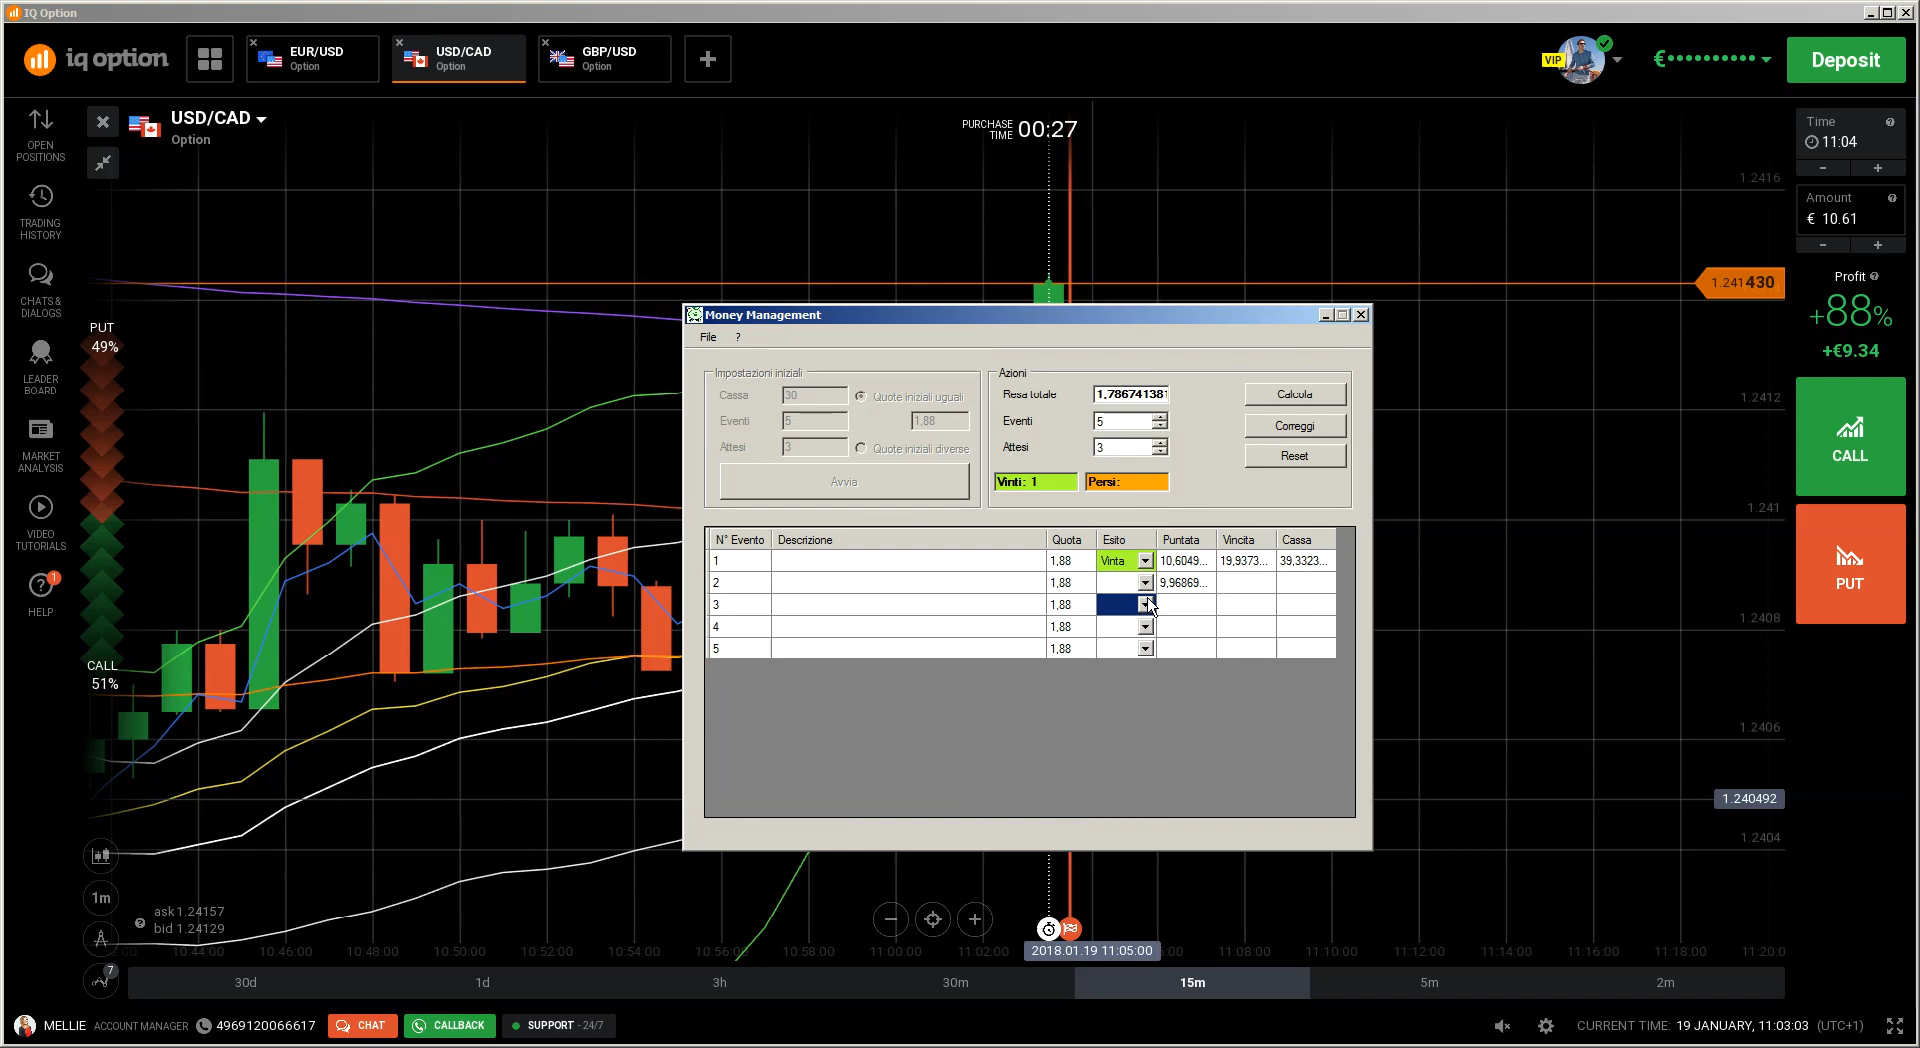 IQ Option
iq option
EUR/USD
Option
USD/CAD
Option
GBP/USD
Option
VIP
€
Deposit
OPEN
POSITIONS
TRADING
HISTORY
CHATS &
DIALOGS
LEADER
BOARD
MARKET
ANALYSIS
VIDEO
TUTORIALS
1
HELP
USD/CAD
Option
PURCHASE
TIME
00:27
PUT
49%
CALL
51%
1m
7
ask 1.24157
bid 1.24129
Time
11:04
Amount
€ 10.61
Profit
+88%
+€9.34
CALL
PUT
1.2416
1.241430
1.2412
1.241
1.2408
1.2406
1.240492
1.2404
Money Management
File
?
Impostazioni iniziali
Cassa
30
Quote iniziali uguali
Eventi
5
1,88
Attesi
3
Quote iniziali diverse
Avvia
Azioni
Resa totale
1,786741381
Eventi
5
Attesi
3
Calcola
Correggi
Reset
Vinti: 1
Persi:
N° Evento Descrizione Quota Esito Puntata Vincita Cassa
1 1,88 Vinta 10,6049... 19,9373... 39,3323...
2 1,88 9,96869...
3 1,88
4 1,88
5 1,88
10:44:00 10:46:00 10:48:00 10:50:00 10:52:00 10:54:00 10:56:00 10:58:00 11:00:00 11:02:00 11:08:00 11:10:00 11:12:00 11:14:00 11:16:00 11:18:00
2018.01.19 11:05:00
30d 1d 3h 30m 15m 5m 2m
MELLIE ACCOUNT MANAGER 4969120066617 CHAT CALLBACK SUPPORT - 24/7
CURRENT TIME: 19 JANUARY, 11:03:03 (UTC+1)